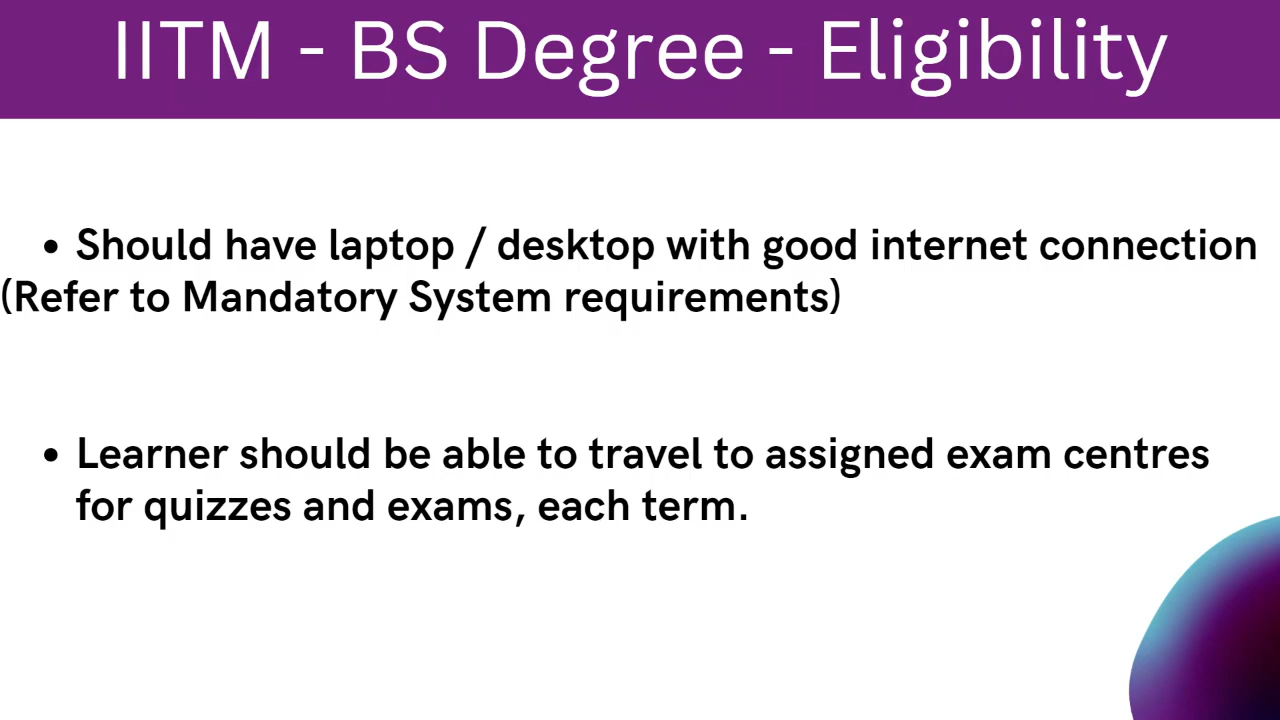 IITM - BS Degree - Eligibility
• Should have laptop / desktop with good internet connection
(Refer to Mandatory System requirements)
• Learner should be able to travel to assigned exam centres
for quizzes and exams, each term.